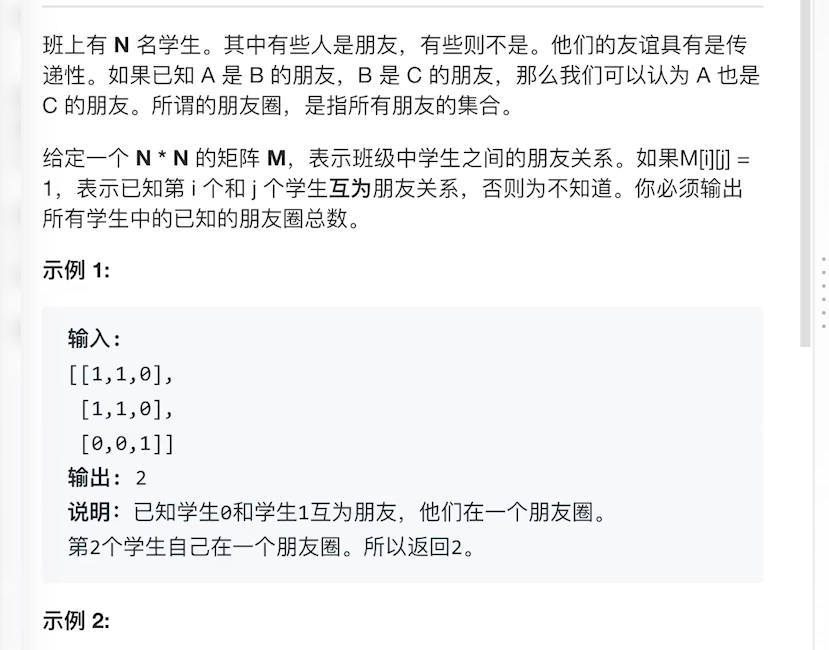 班上有 N 名学生。其中有些人是朋友，有些则不是。他们的友谊具有是传
递性。如果已知 A 是 B 的朋友，B 是 C 的朋友，那么我们可以认为 A 也是
C 的朋友。所谓的朋友圈，是指所有朋友的集合。
给定一个 N * N 的矩阵 M，表示班级中学生之间的朋友关系。如果M[i][j] =
1，表示已知第 i 个和 j 个学生互为朋友关系，否则为不知道。你必须输出
所有学生中的已知的朋友圈总数。
示例 1:
输入:
[[1,1,0],
[1,1,0],
[0,0,1]]
输出: 2
说明: 已知学生0和学生1互为朋友，他们在一个朋友圈。
第2个学生自己在一个朋友圈。所以返回2。
示例 2: